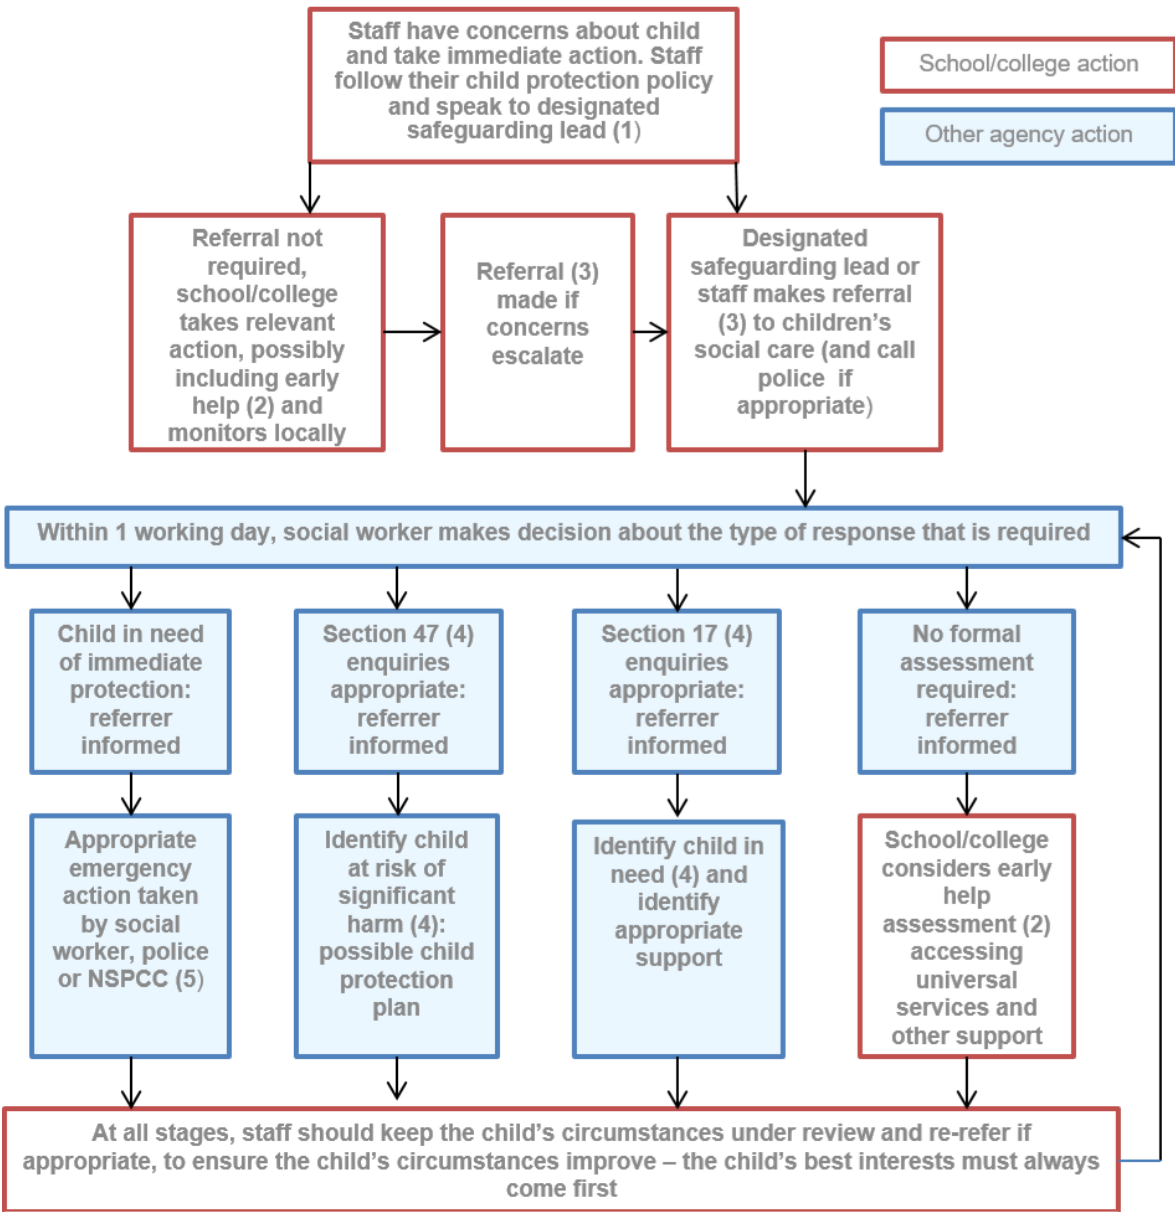 Staff have concerns about child
and take immediate action. Staff
follow their child protection policy
and speak to designated
safeguarding lead (1)
School/college action
Other agency action
Referral not
required,
school/college
takes relevant
action, possibly
including early
help (2) and
monitors locally
Referral (3)
made if
concerns
escalate
Designated
safeguarding lead or
staff makes referral
(3) to children’s
social care (and call
police if
appropriate)
Within 1 working day, social worker makes decision about the type of response that is required
Child in need
of immediate
protection:
referrer
informed
Section 47 (4)
enquiries
appropriate:
referrer
informed
Section 17 (4)
enquiries
appropriate:
referrer
informed
No formal
assessment
required:
referrer
informed
Appropriate
emergency
action taken
by social
worker, police
or NSPCC (5)
Identify child
at risk of
significant
harm (4):
possible child
protection
plan
Identify child in
need (4) and
identify
appropriate
support
School/college
considers early
help
assessment (2)
accessing
universal
services and
other support
At all stages, staff should keep the child’s circumstances under review and re-refer if
appropriate, to ensure the child’s circumstances improve – the child’s best interests must always
come first